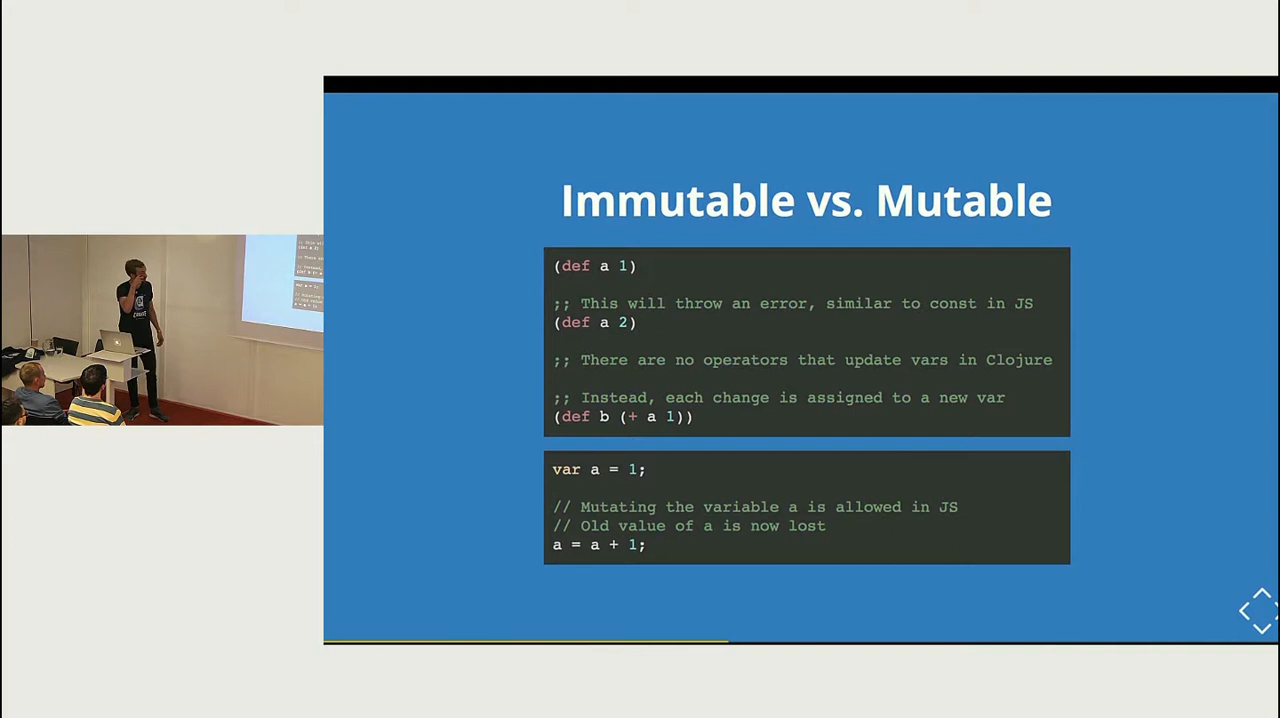 Immutable vs. Mutable
(def a 1)
;; This will throw an error, similar to const in JS
(def a 2)
;; There are no operators that update vars in Clojure
;; Instead, each change is assigned to a new var
(def b (+ a 1))
var a = 1;
// Mutating the variable a is allowed in JS
// Old value of a is now lost
a = a + 1;